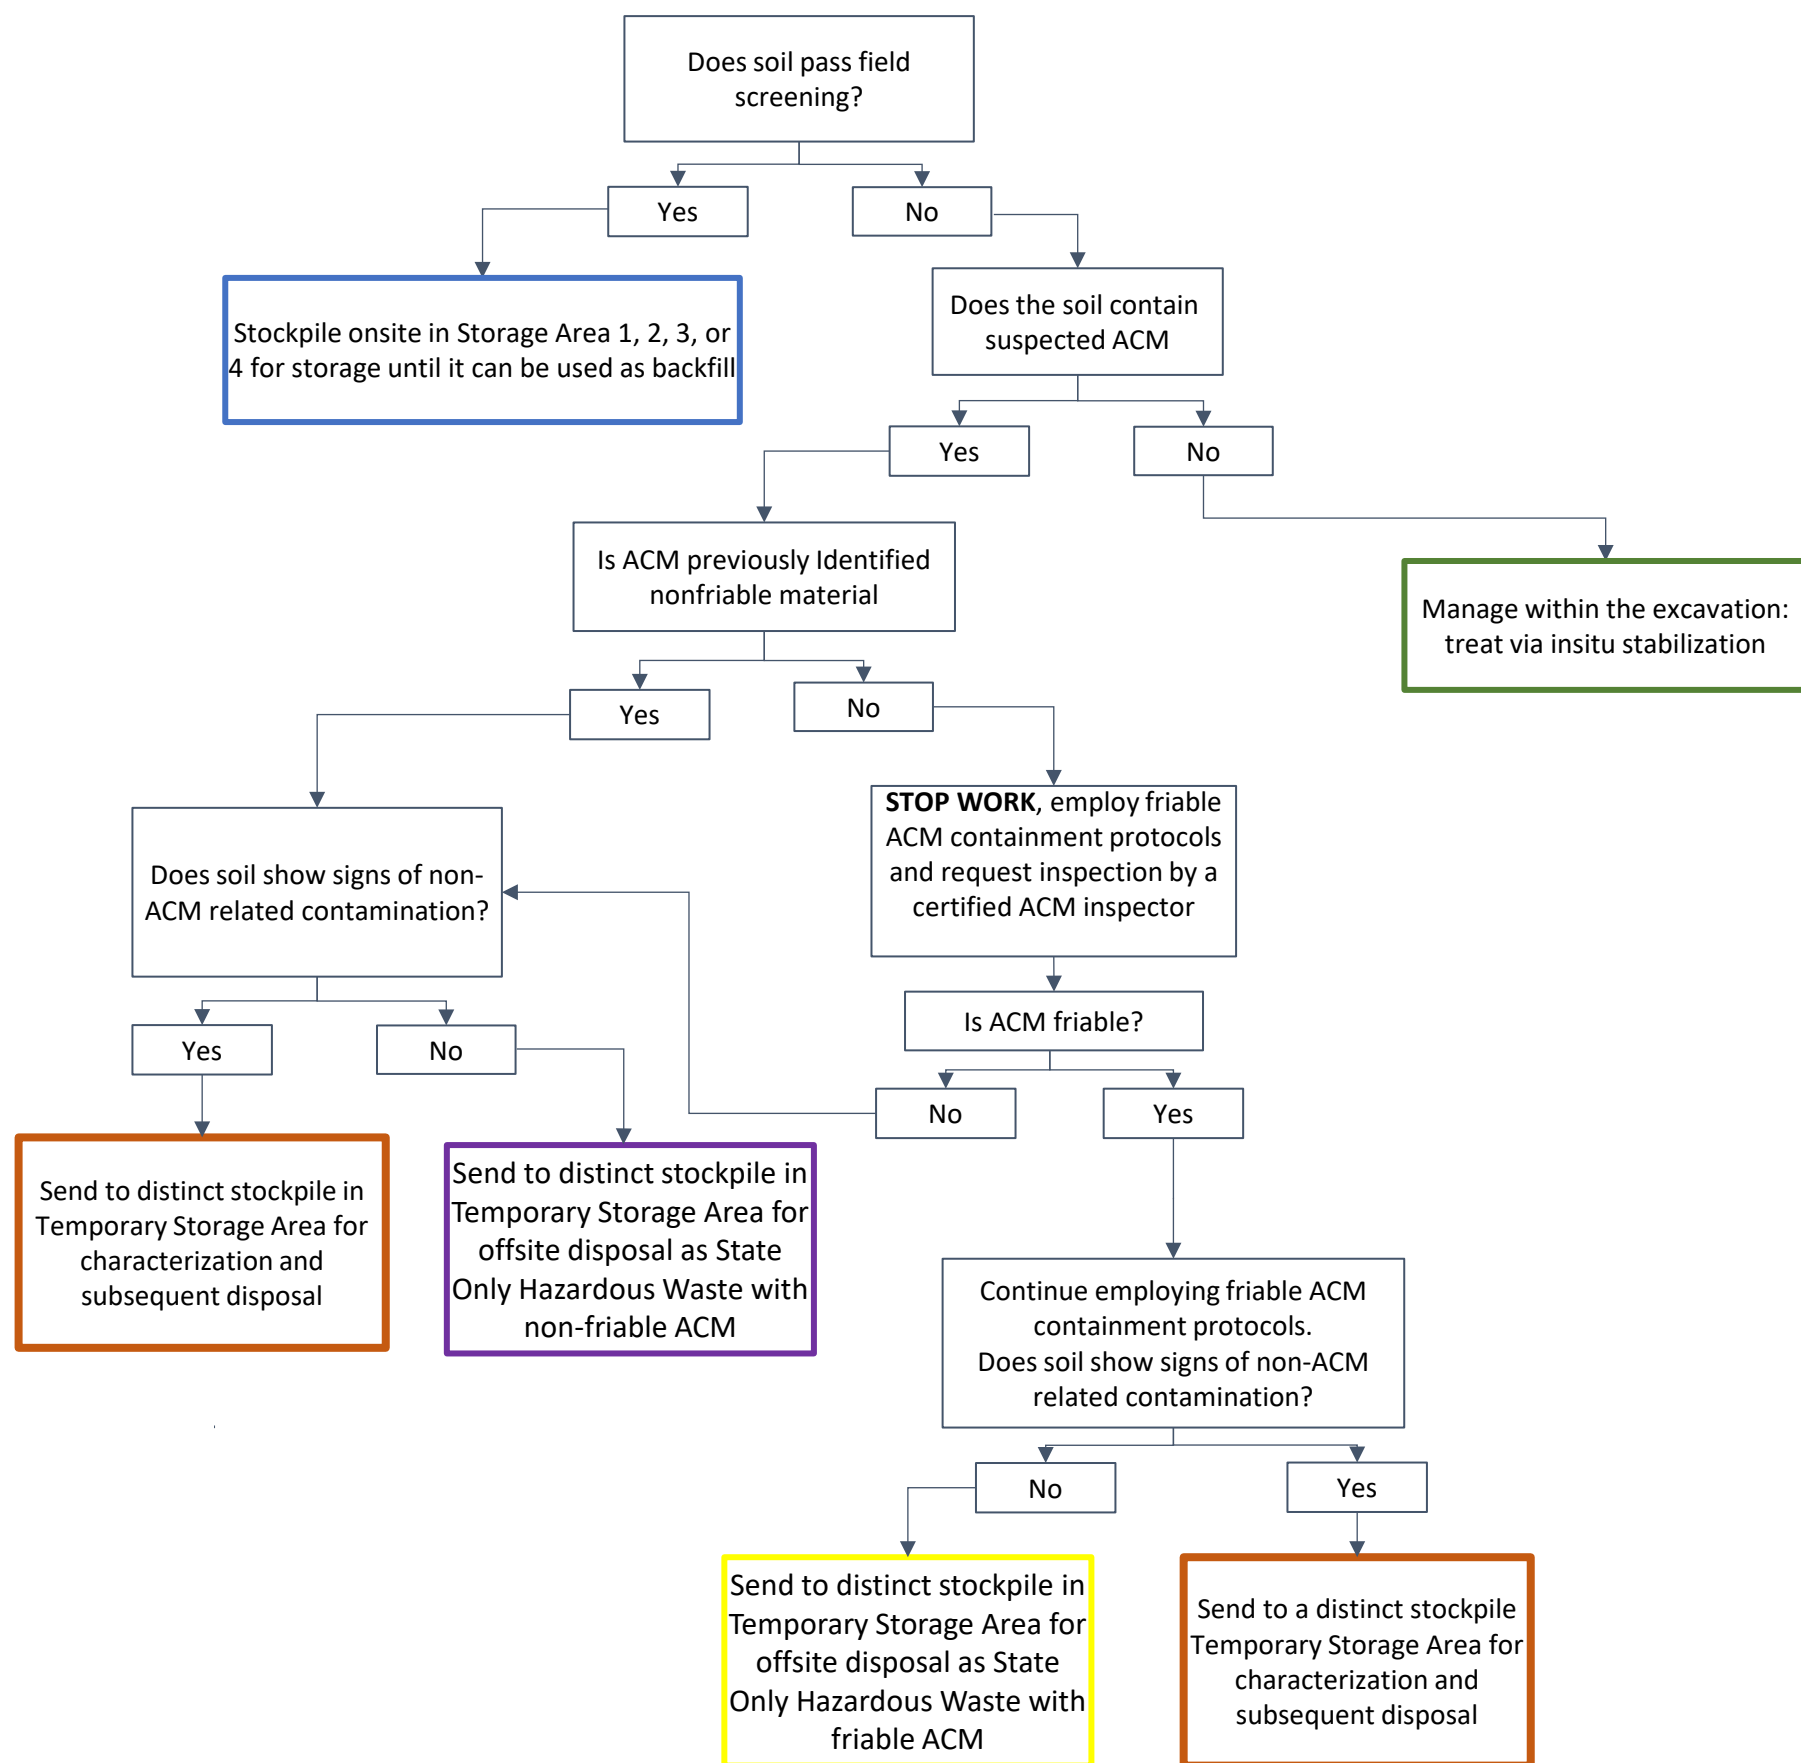 Does soil pass field
screening?
Yes
No
Stockpile onsite in Storage Area 1, 2, 3, or
4 for storage until it can be used as backfill
Does the soil contain
suspected ACM
Yes
No
Is ACM previously Identified
nonfriable material
Manage within the excavation:
treat via insitu stabilization
Yes
No
STOP WORK, employ friable
ACM containment protocols
and request inspection by a
certified ACM inspector
Does soil show signs of non-
ACM related contamination?
Is ACM friable?
Yes
No
No
Yes
Send to distinct stockpile in
Temporary Storage Area for
characterization and
subsequent disposal
Send to distinct stockpile in
Temporary Storage Area for
offsite disposal as State
Only Hazardous Waste with
non-friable ACM
Continue employing friable ACM
containment protocols.
Does soil show signs of non-ACM
related contamination?
No
Yes
Send to distinct stockpile in
Temporary Storage Area for
offsite disposal as State
Only Hazardous Waste with
friable ACM
Send to a distinct stockpile
Temporary Storage Area for
characterization and
subsequent disposal